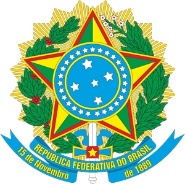 REPÚBLICA FEDERATIVA DO BRASIL
15 de Novembro
de 1889